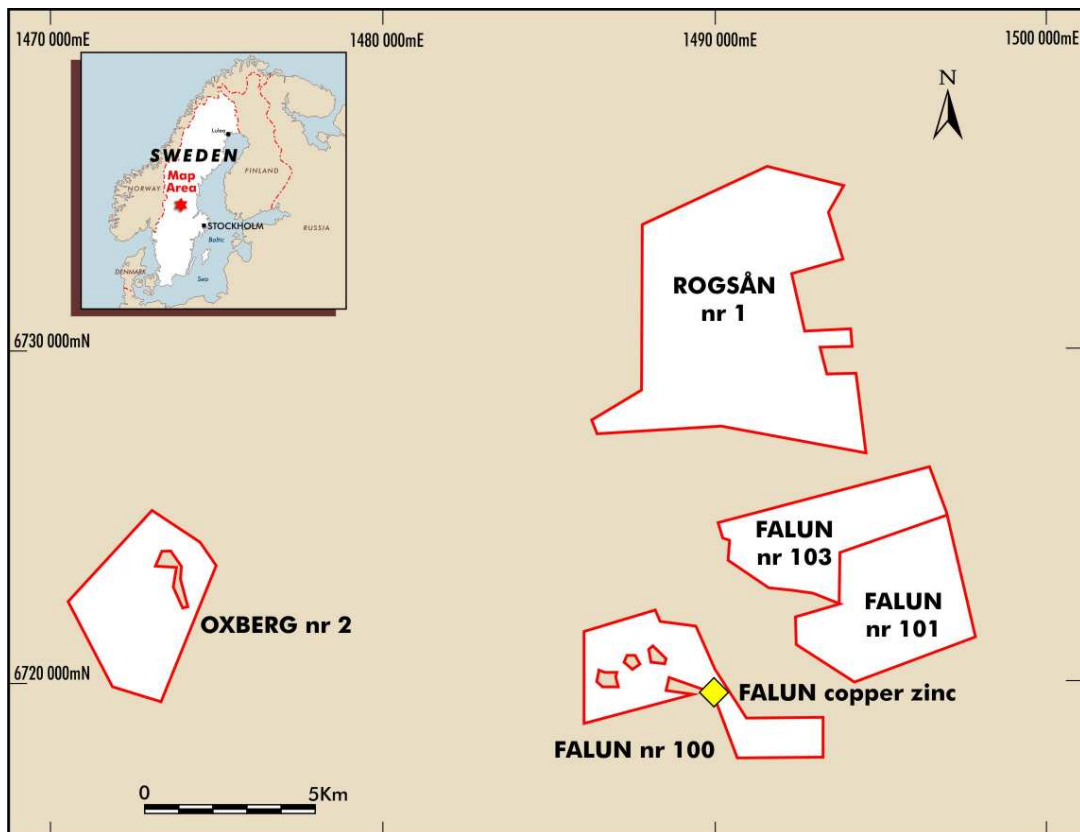 1470 000mE
1480 000mE
1490 000mE
1500 000mE
N
Luleå
SWEDEN
FINLAND
NORWAY
Map
Area
STOCKHOLM
Baltic
RUSSIA
DENMARK
Sea
ROGSÅN
nr 1
6730 000mN
FALUN
nr 103
FALUN
nr 101
OXBERG nr 2
6720 000mN
FALUN copper zinc
FALUN nr 100
0
5Km